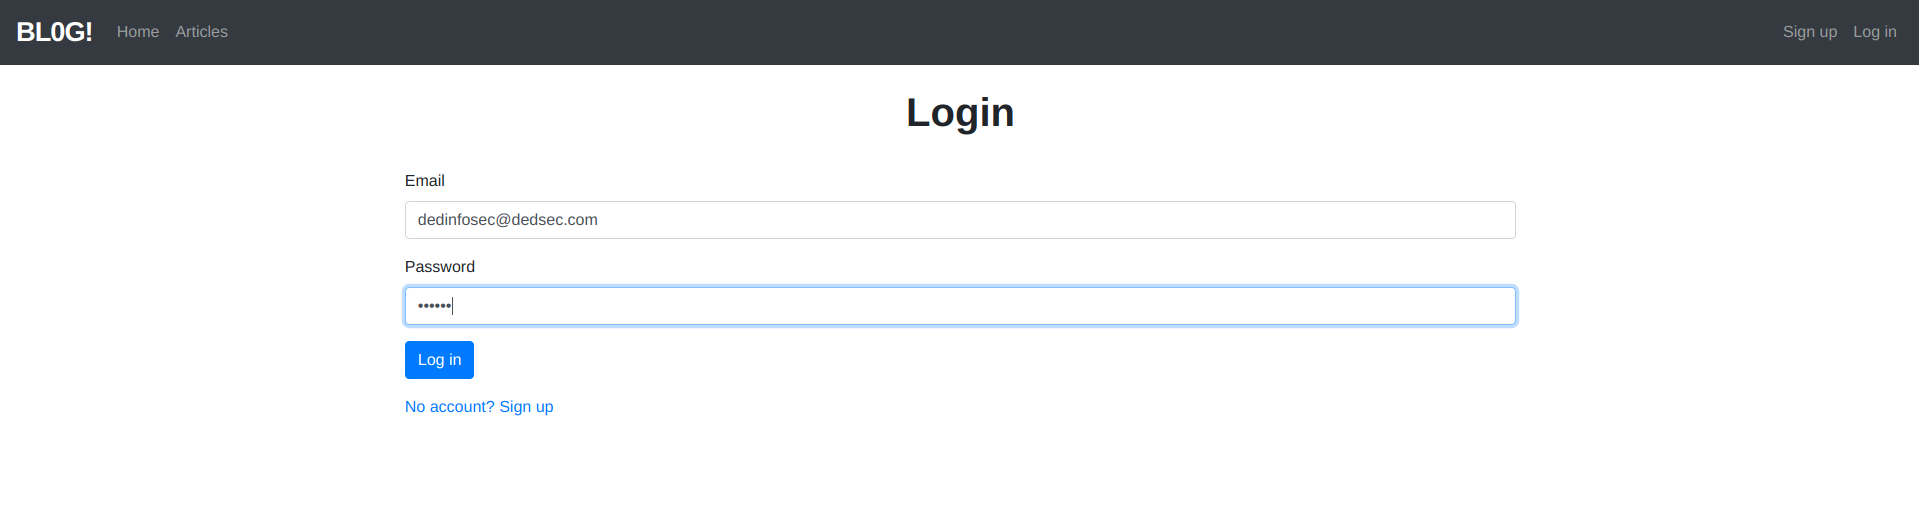 BL0G! Home Articles Sign up Log in
Login
Email
dedinfosec@dedsec.com
Password
••••••
Log in
No account? Sign up